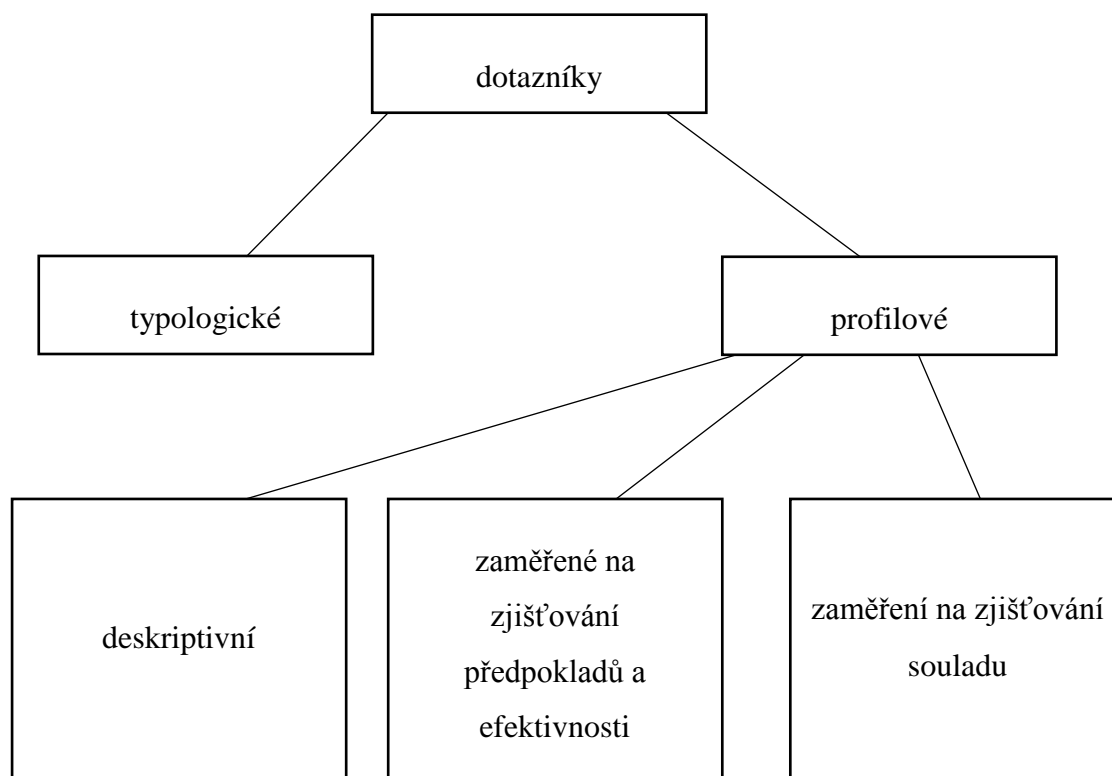 dotazníky
typologické
profilové
deskriptivní
zaměřené na
zjišťování
předpokladů a
efektivnosti
zaměření na zjišťování
souladu